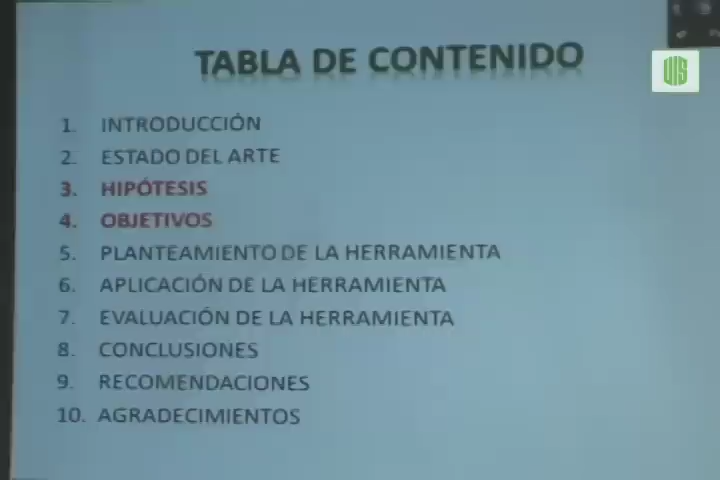 TABLA DE CONTENIDO
UIS
1. INTRODUCCIÓN
2. ESTADO DEL ARTE
3. HIPÓTESIS
4. OBJETIVOS
5. PLANTEAMIENTO DE LA HERRAMIENTA
6. APLICACIÓN DE LA HERRAMIENTA
7. EVALUACIÓN DE LA HERRAMIENTA
8. CONCLUSIONES
9. RECOMENDACIONES
10. AGRADECIMIENTOS